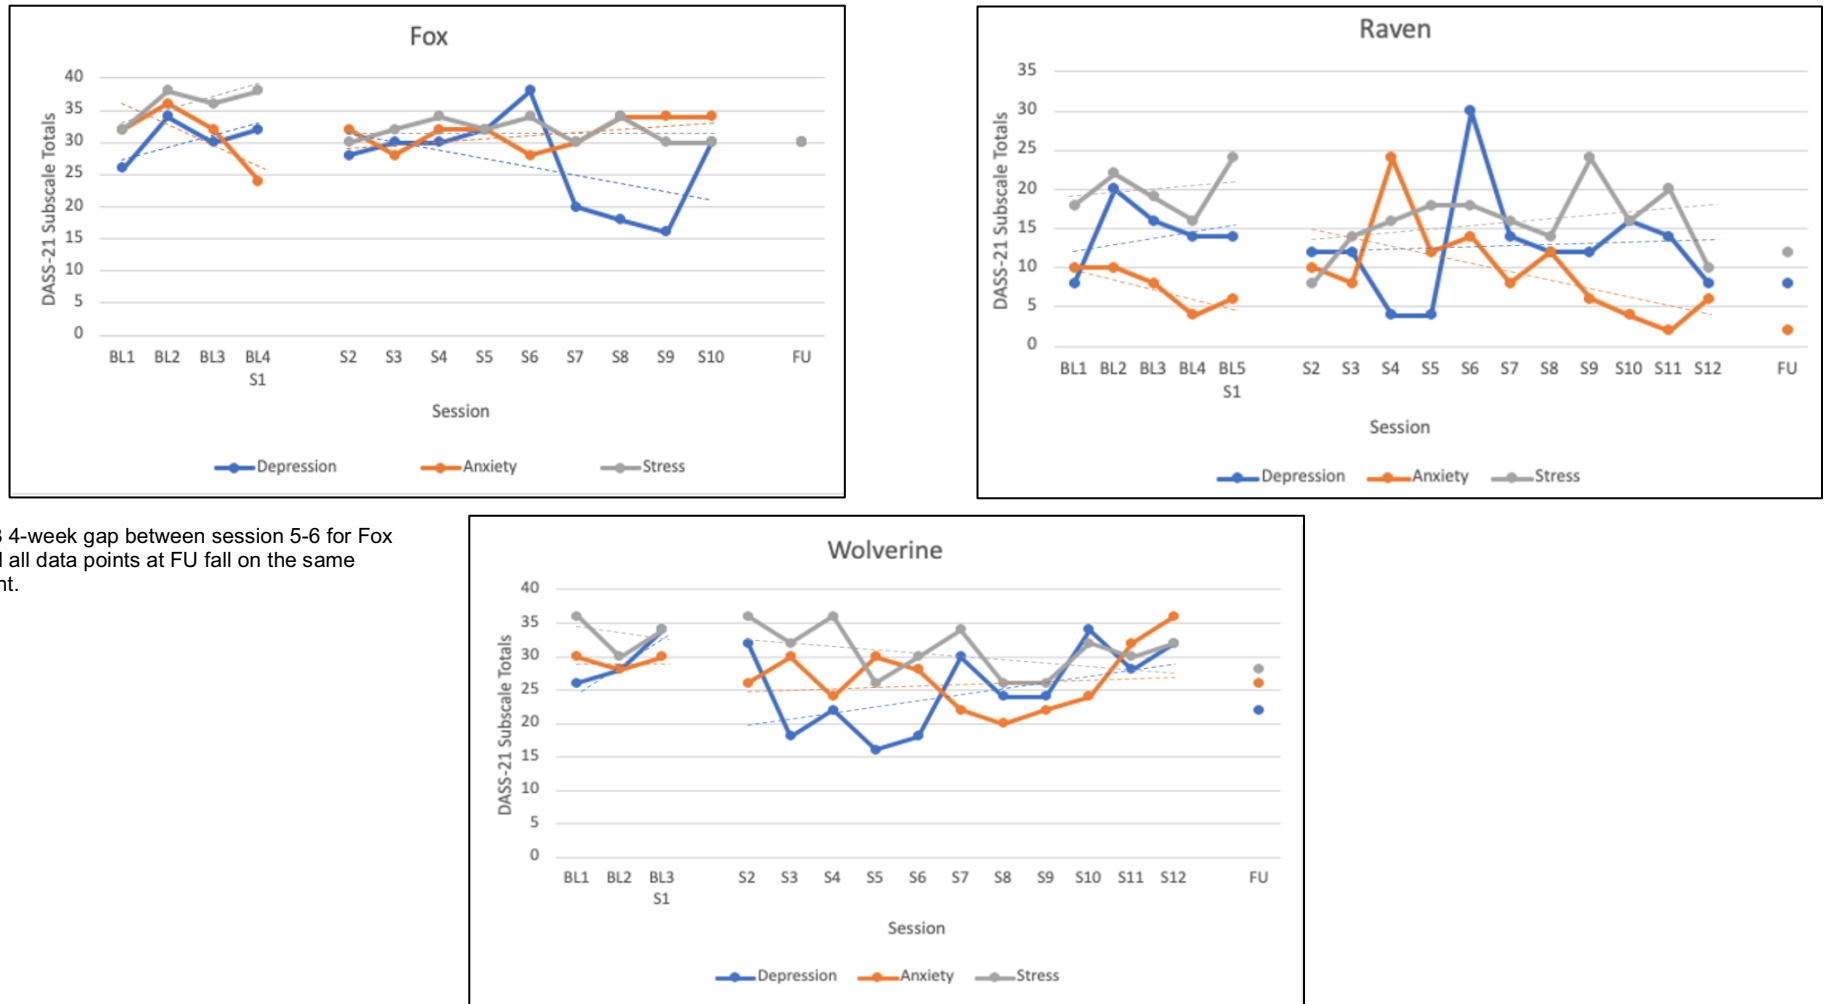 Fox
40
35
30
25
20
15
10
5
0
DASS-21 Subscale Totals
BL1 BL2 BL3 BL4 S2 S3 S4 S5 S6 S7 S8 S9 S10 FU
S1
Session
Depression Anxiety Stress
Raven
35
30
25
20
15
10
5
0
DASS-21 Subscale Totals
BL1 BL2 BL3 BL4 BL5 S2 S3 S4 S5 S6 S7 S8 S9 S10 S11 S12 FU
S1
Session
Depression Anxiety Stress
4-week gap between session 5-6 for Fox
all data points at FU fall on the same
Wolverine
40
35
30
25
20
15
10
5
0
DASS-21 Subscale Totals
BL1 BL2 BL3 S2 S3 S4 S5 S6 S7 S8 S9 S10 S11 S12 FU
S1
Session
Depression Anxiety Stress